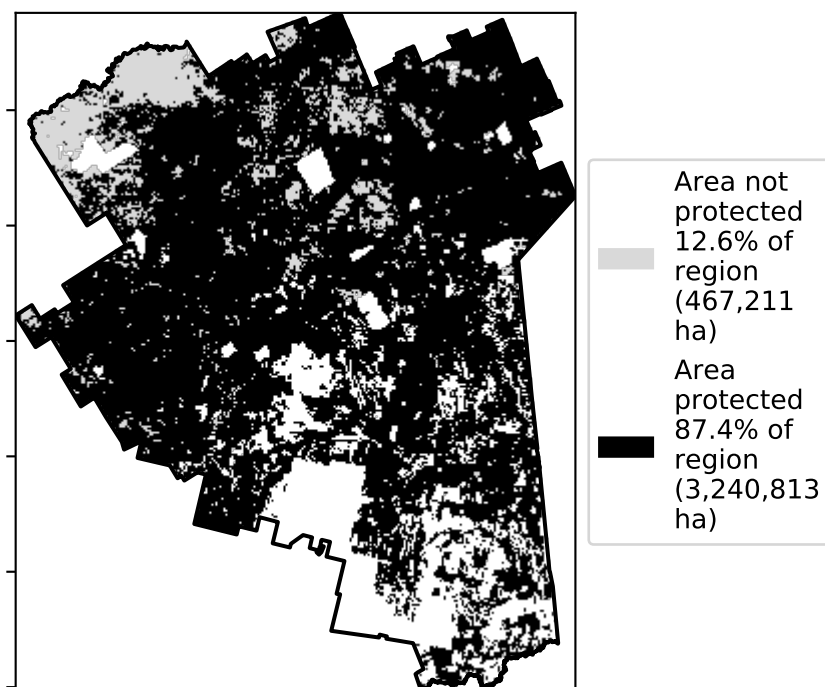 Area not
protected
12.6% of
region
(467,211
ha)
Area
protected
87.4% of
region
(3,240,813
ha)